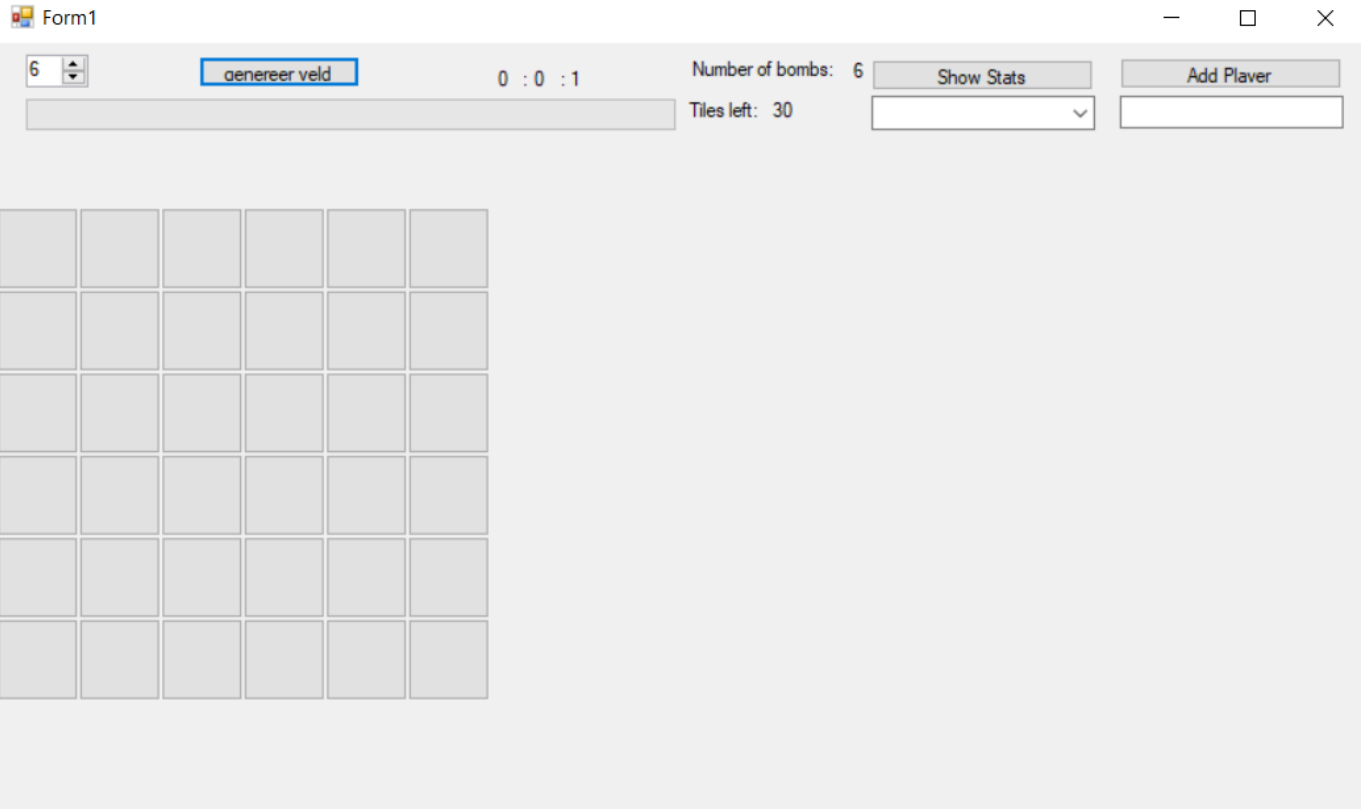 Form1
6 genereer veld 0 : 0 : 1 Number of bombs: 6 Show Stats Add Player
Tiles left: 30